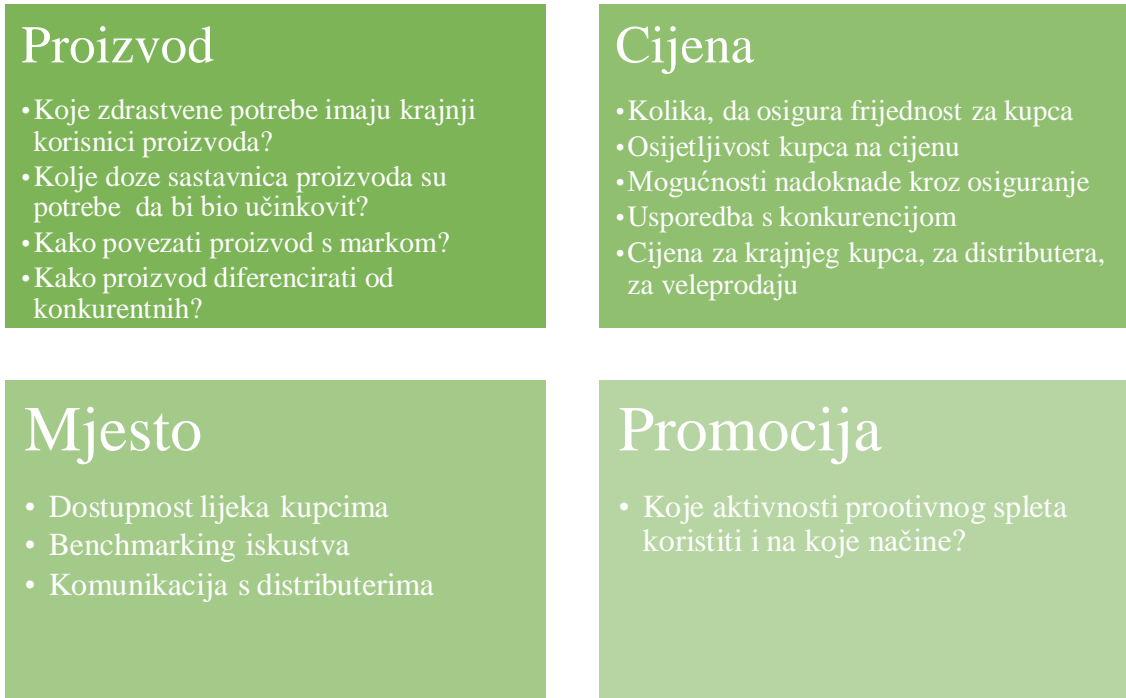 Proizvod
•Koje zdrastvene potrebe imaju krajnji
korisnici proizvoda?
•Kolje doze sastavnica proizvoda su
potrebe da bi bio učinkovit?
•Kako povezati proizvod s markom?
•Kako proizvod diferencirati od
konkurentnih?
Cijena
•Kolika, da osigura frijednost za kupca
•Osijetljivost kupca na cijenu
•Mogućnosti nadoknade kroz osiguranje
•Usporedba s konkurencijom
•Cijena za krajnjeg kupca, za distributera,
za veleprodaju
Mjesto
• Dostupnost lijeka kupcima
• Benchmarking iskustva
• Komunikacija s distributerima
Promocija
• Koje aktivnosti prootivnog spleta
koristiti i na koje načine?